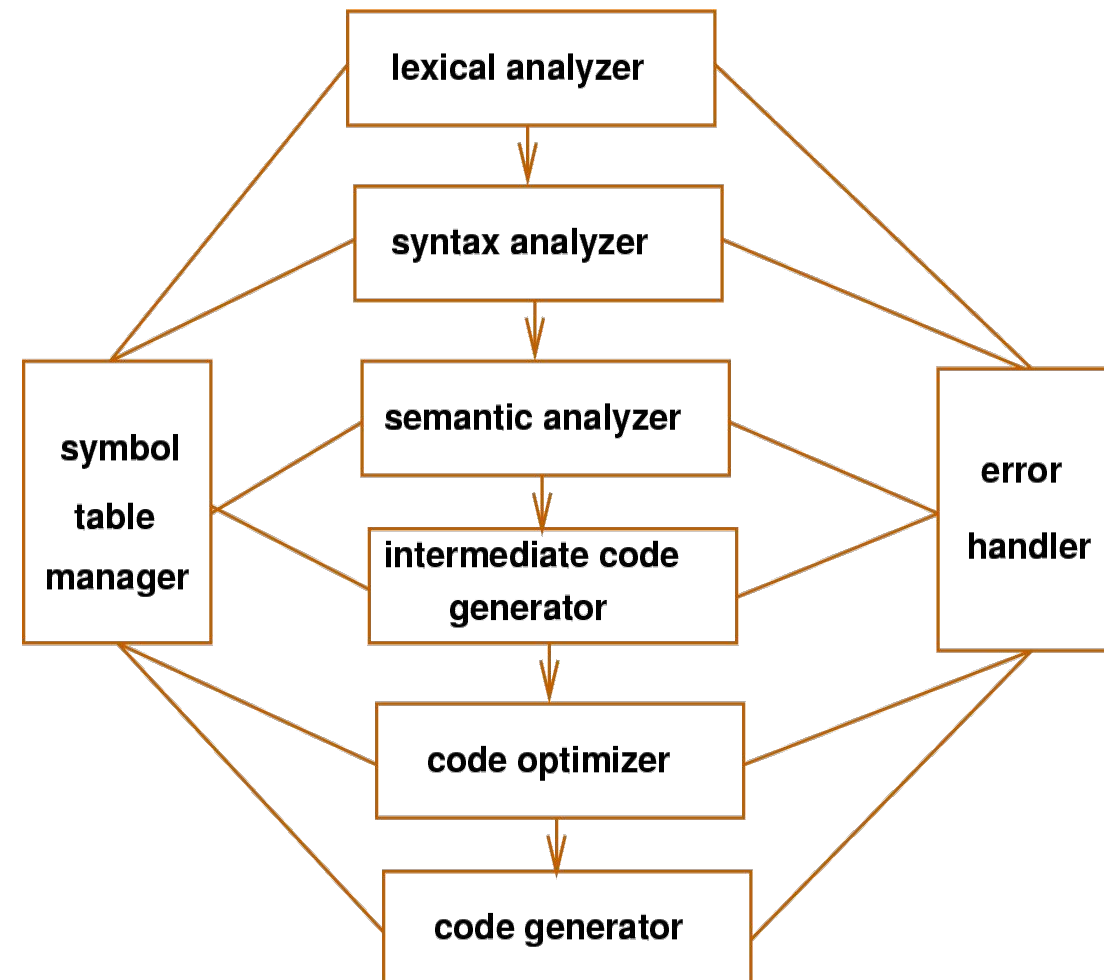 lexical analyzer
syntax analyzer
semantic analyzer
symbol
table
manager
error
handler
intermediate code
generator
code optimizer
code generator